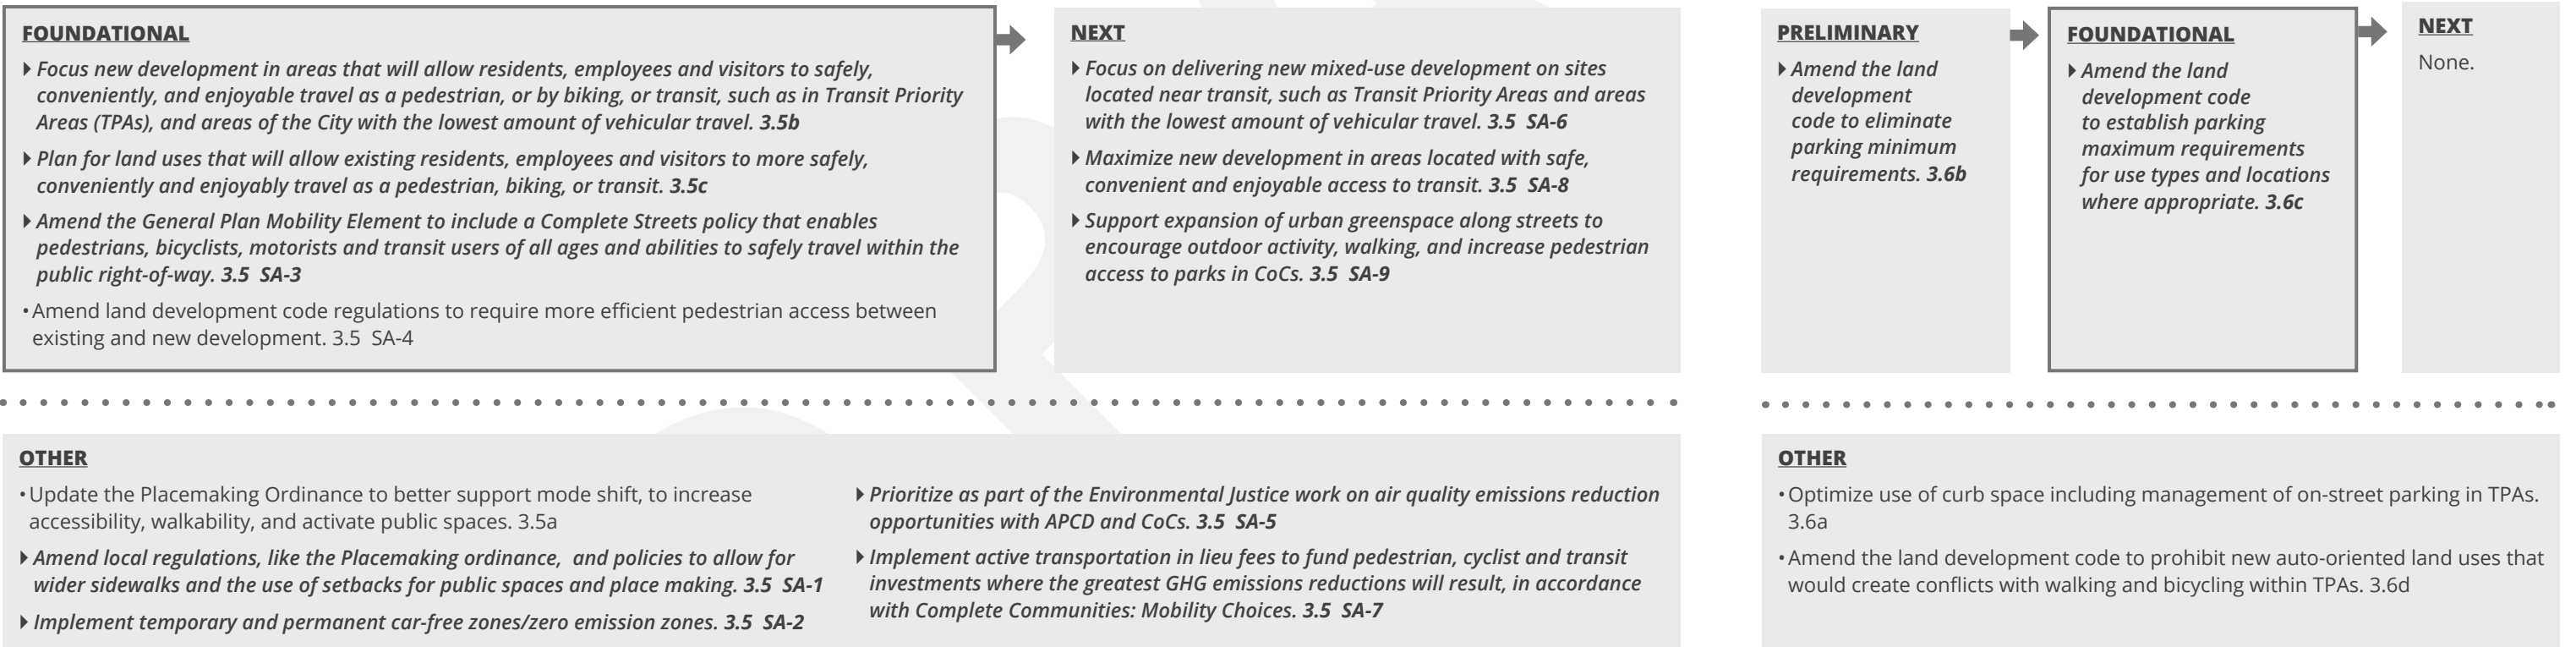 FOUNDATIONAL
Focus new development in areas that will allow residents, employees and visitors to safely,
conveniently, and enjoyable travel as a pedestrian, or by biking, or transit, such as in Transit Priority
Areas (TPAs), and areas of the City with the lowest amount of vehicular travel. 3.5b
Plan for land uses that will allow existing residents, employees and visitors to more safely,
conveniently and enjoyably travel as a pedestrian, biking, or transit. 3.5c
Amend the General Plan Mobility Element to include a Complete Streets policy that enables
pedestrians, bicyclists, motorists and transit users of all ages and abilities to safely travel within the
public right-of-way. 3.5 SA-3
•Amend land development code regulations to require more efficient pedestrian access between
existing and new development. 3.5 SA-4
NEXT
Focus on delivering new mixed-use development on sites
located near transit, such as Transit Priority Areas and areas
with the lowest amount of vehicular travel. 3.5 SA-6
Maximize new development in areas located with safe,
convenient and enjoyable access to transit. 3.5 SA-8
Support expansion of urban greenspace along streets to
encourage outdoor activity, walking, and increase pedestrian
access to parks in CoCs. 3.5 SA-9
OTHER
•Update the Placemaking Ordinance to better support mode shift, to increase
accessibility, walkability, and activate public spaces. 3.5a
Amend local regulations, like the Placemaking ordinance, and policies to allow for
wider sidewalks and the use of setbacks for public spaces and place making. 3.5 SA-1
Implement temporary and permanent car-free zones/zero emission zones. 3.5 SA-2
Prioritize as part of the Environmental Justice work on air quality emissions reduction
opportunities with APCD and CoCs. 3.5 SA-5
Implement active transportation in lieu fees to fund pedestrian, cyclist and transit
investments where the greatest GHG emissions reductions will result, in accordance
with Complete Communities: Mobility Choices. 3.5 SA-7
PRELIMINARY
Amend the land
development
code to eliminate
parking minimum
requirements. 3.6b
FOUNDATIONAL
Amend the land
development code
to establish parking
maximum requirements
for use types and locations
where appropriate. 3.6c
NEXT
None.
OTHER
•Optimize use of curb space including management of on-street parking in TPAs.
3.6a
•Amend the land development code to prohibit new auto-oriented land uses that
would create conflicts with walking and bicycling within TPAs. 3.6d